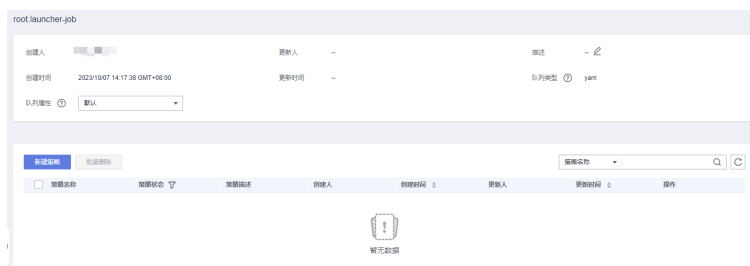 root.launcher-job
创建人 更新人 -- 描述 --
创建时间 2023/10/07 14:17:38 GMT+08:00 更新时间 -- 队列类型 ? yarn
队列属性 ? 默认
新建策略 批量删除 策略名称
策略名称 策略状态 策略描述 创建人 创建时间 更新人 更新时间 操作
暂无数据